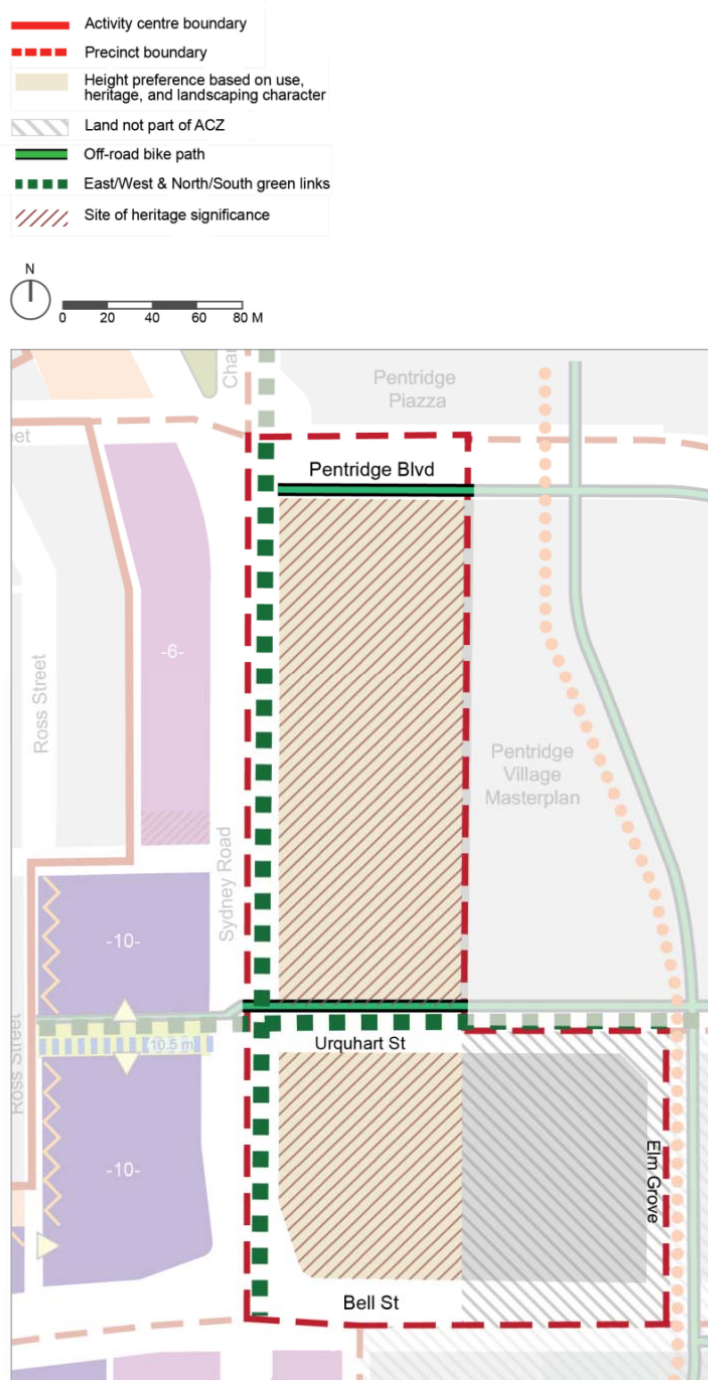 Activity centre boundary
Precinct boundary
Height preference based on use,
heritage, and landscaping character
Land not part of ACZ
Off-road bike path
East/West & North/South green links
Site of heritage significance
N
0 20 40 60 80 M
Pentridge
Piazza
Pentridge Blvd
-6-
Ross Street
Pentridge
Village
Masterplan
Sydney Road
-10-
10.5 m
Urquhart St
Ross Street
-10-
Elm Grove
Bell St